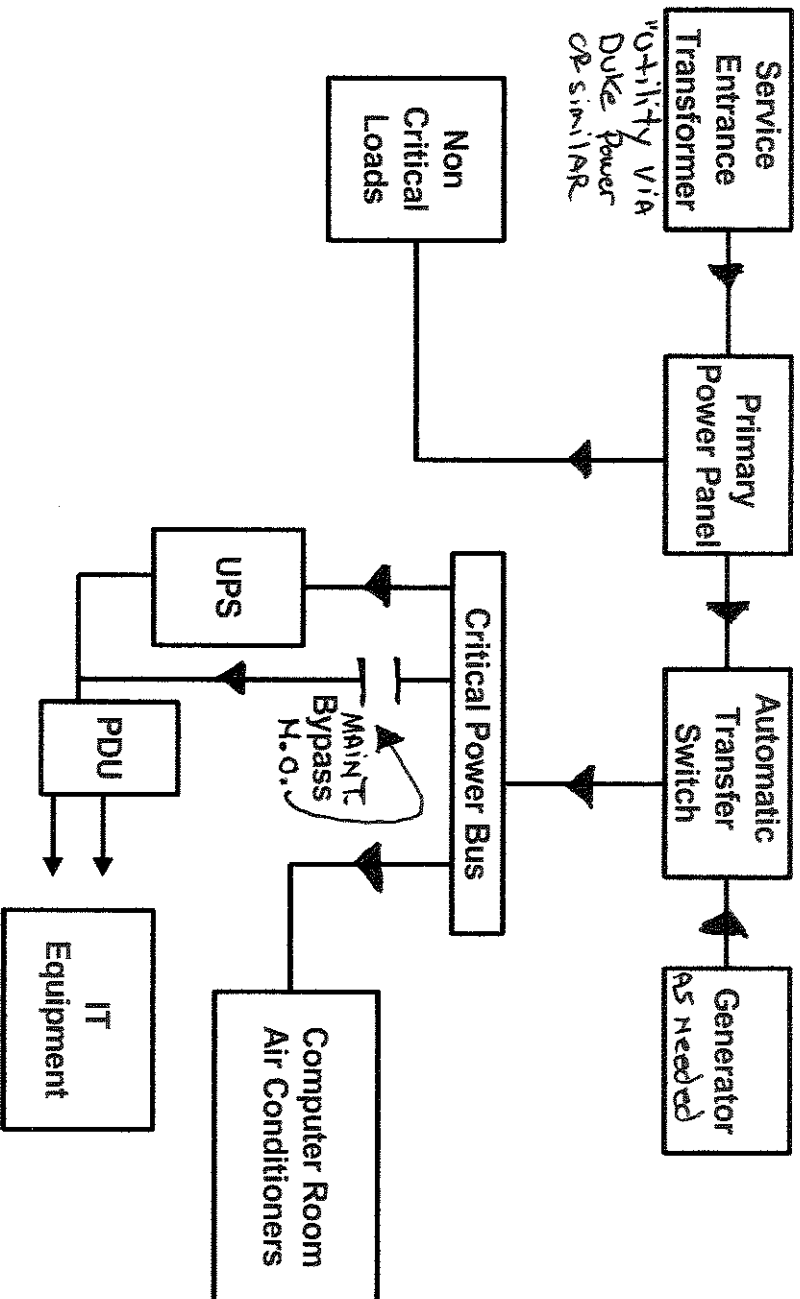 Service
Entrance
Transformer
"Utility VIA
Duke Power
OR SIMILAR
Primary
Power Panel
Automatic
Transfer
Switch
Generator
AS Needed
Non
Critical
Loads
Critical Power Bus
UPS
MAINT.
Bypass
N.O.
PDU
Computer Room
Air Conditioners
IT
Equipment